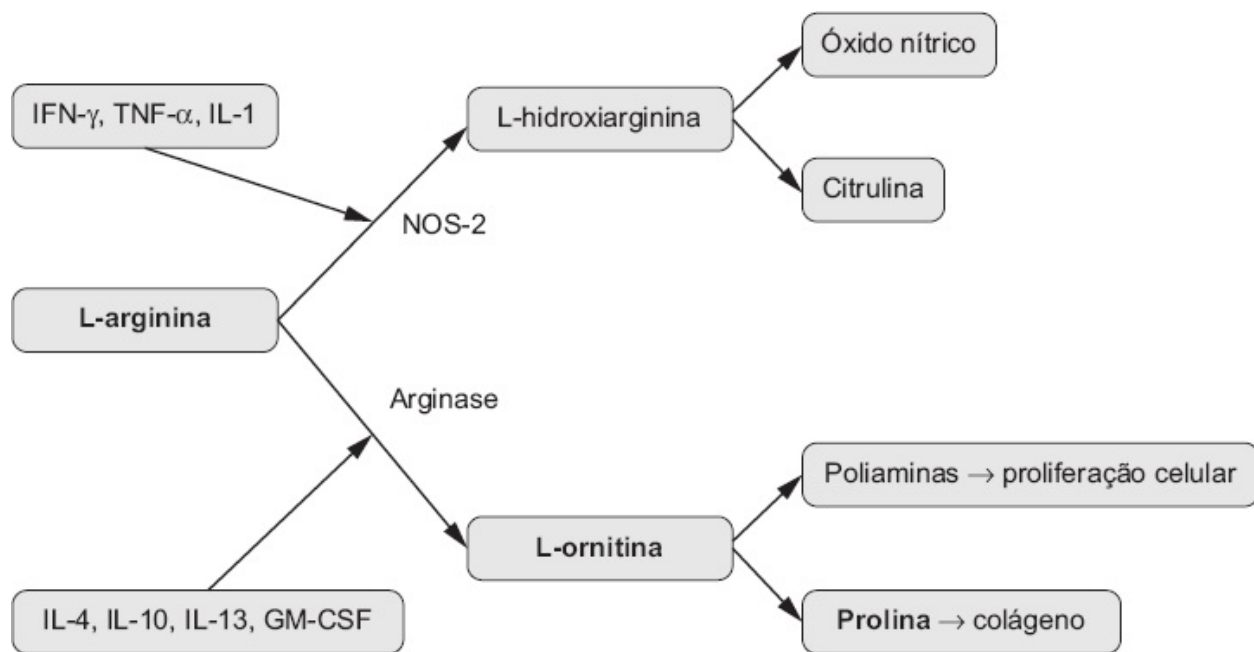 Óxido nítrico
IFN-γ, TNF-α, IL-1
L-hidroxiarginina
Citrulina
NOS-2
L-arginina
Arginase
Poliaminas → proliferação celular
L-ornitina
IL-4, IL-10, IL-13, GM-CSF
Prolina → colágeno